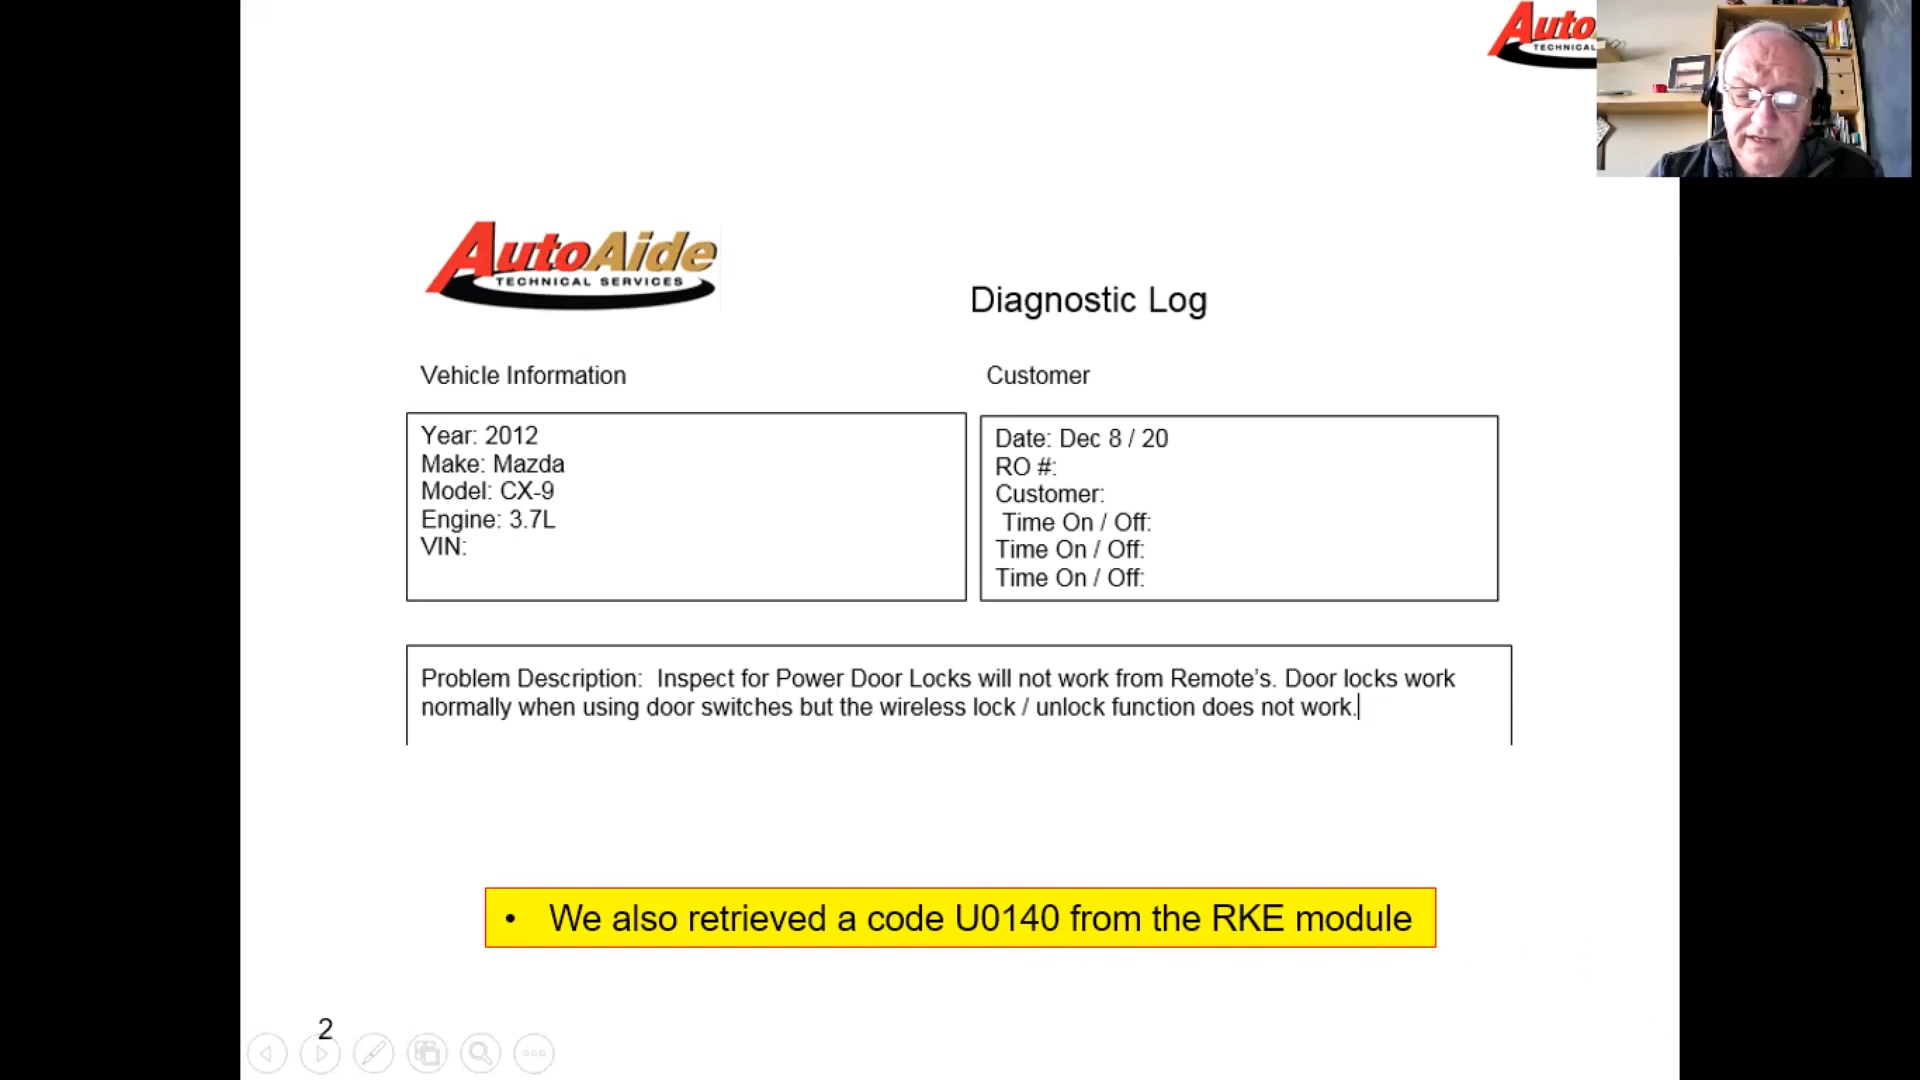 Auto
TECHNICAL
AutoAide
TECHNICAL SERVICES
Diagnostic Log
Vehicle Information
Customer
Year: 2012
Make: Mazda
Model: CX-9
Engine: 3.7L
VIN:
Date: Dec 8 / 20
RO #:
Customer:
Time On / Off:
Time On / Off:
Time On / Off:
Problem Description: Inspect for Power Door Locks will not work from Remote's. Door locks work
normally when using door switches but the wireless lock / unlock function does not work.
• We also retrieved a code U0140 from the RKE module
2